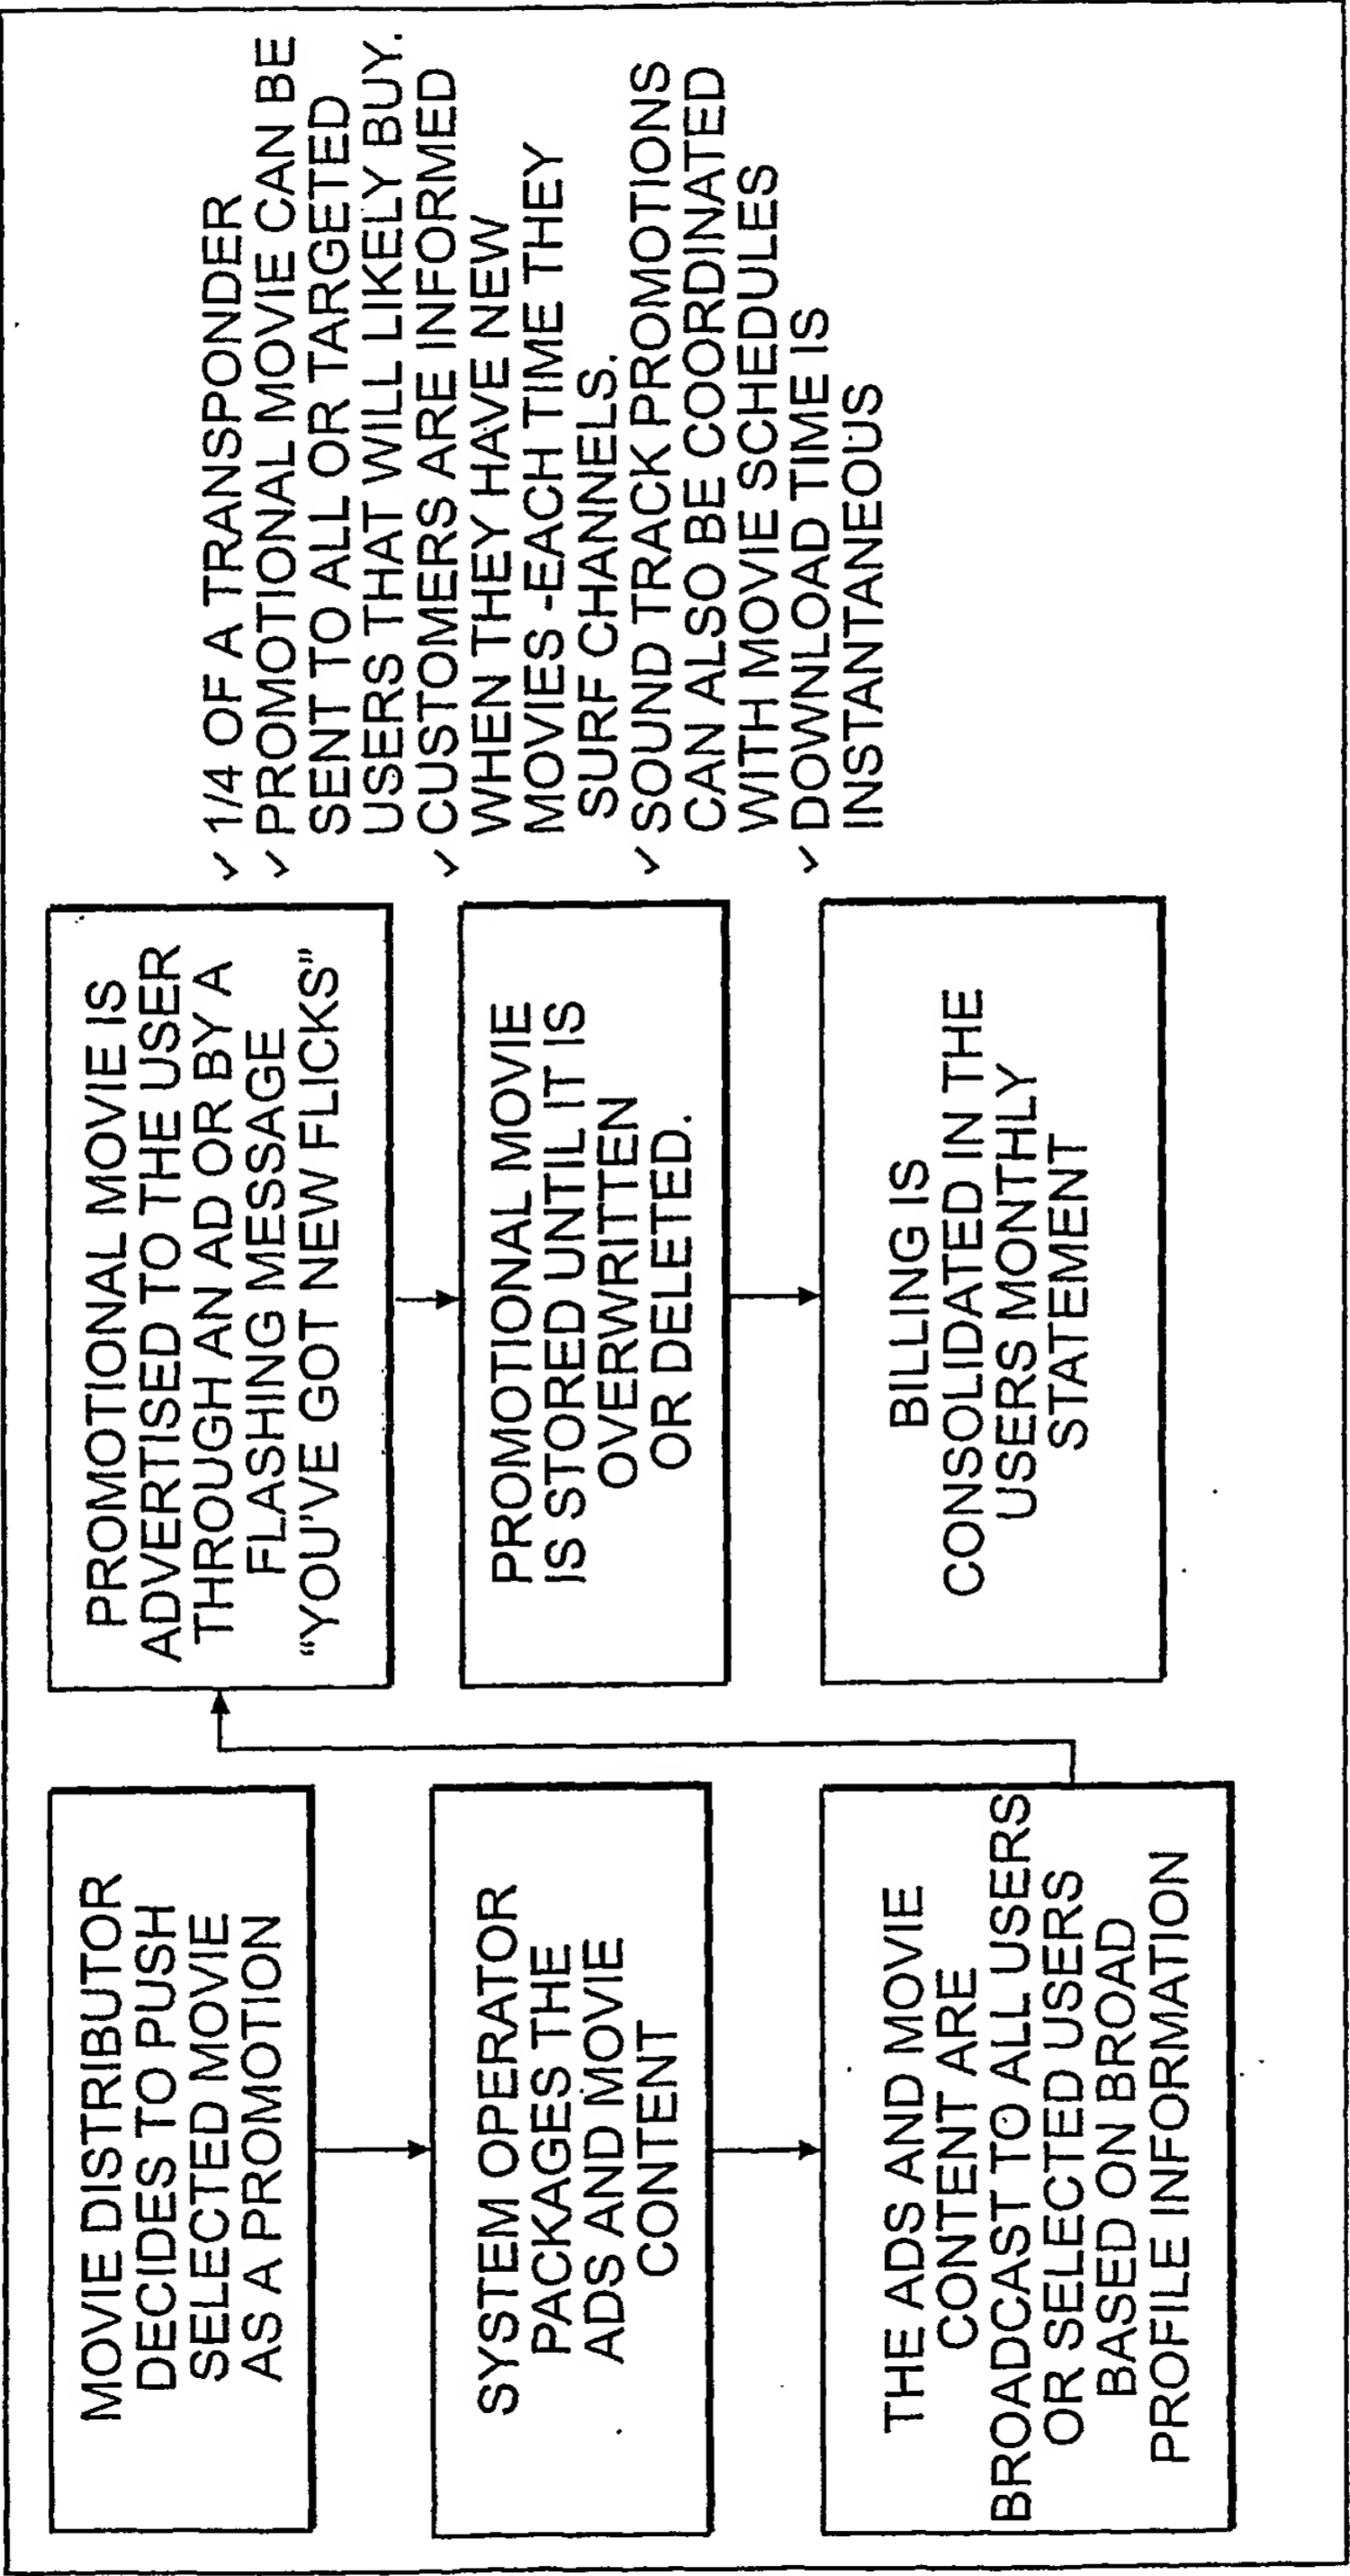 MOVIE DISTRIBUTOR
DECIDES TO PUSH
SELECTED MOVIE
AS A PROMOTION
SYSTEM OPERATOR
PACKAGES THE
ADS AND MOVIE
CONTENT
THE ADS AND MOVIE
CONTENT ARE
BROADCAST TO ALL USERS
OR SELECTED USERS
BASED ON BROAD
PROFILE INFORMATION
PROMOTIONAL MOVIE IS
ADVERTISED TO THE USER
THROUGH AN AD OR BY A
FLASHING MESSAGE
“YOU'VE GOT NEW FLICKS”
PROMOTIONAL MOVIE
IS STORED UNTIL IT IS
OVERWRITTEN
OR DELETED.
BILLING IS
CONSOLIDATED IN THE
USERS MONTHLY
STATEMENT
✓ 1/4 OF A TRANSPONDER
✓ PROMOTIONAL MOVIE CAN BE
SENT TO ALL OR TARGETED
USERS THAT WILL LIKELY BUY.
✓ CUSTOMERS ARE INFORMED
WHEN THEY HAVE NEW
MOVIES -EACH TIME THEY
SURF CHANNELS.
✓ SOUND TRACK PROMOTIONS
CAN ALSO BE COORDINATED
WITH MOVIE SCHEDULES
✓ DOWNLOAD TIME IS
INSTANTANEOUS